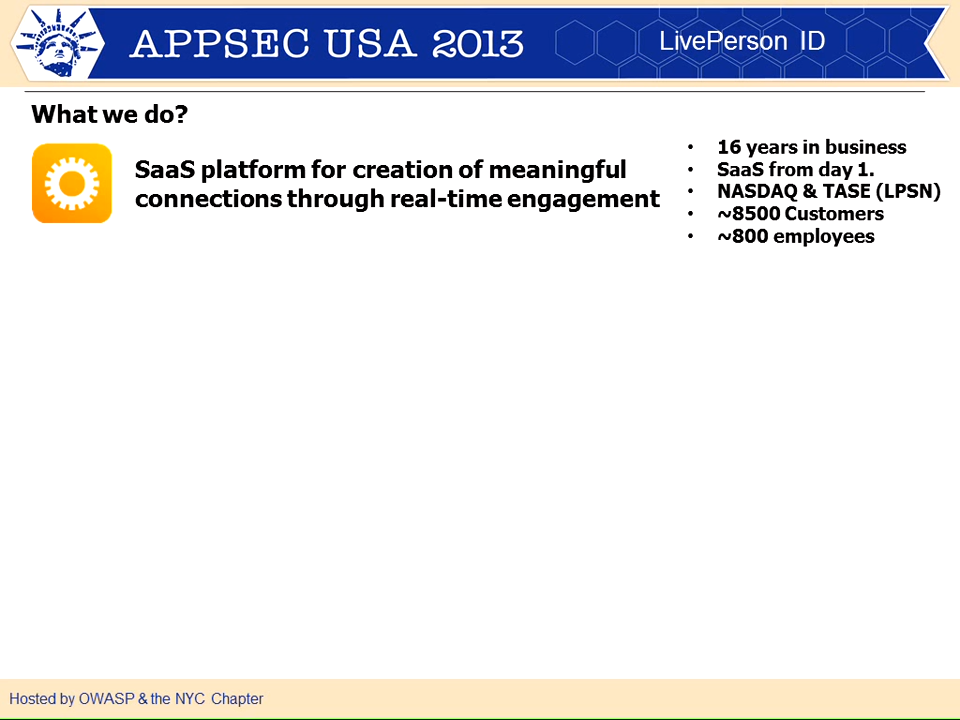 APPSEC USA 2013
LivePerson ID
What we do?
SaaS platform for creation of meaningful
connections through real-time engagement
• 16 years in business
• SaaS from day 1.
• NASDAQ & TASE (LPSN)
• ~8500 Customers
• ~800 employees
Hosted by OWASP & the NYC Chapter